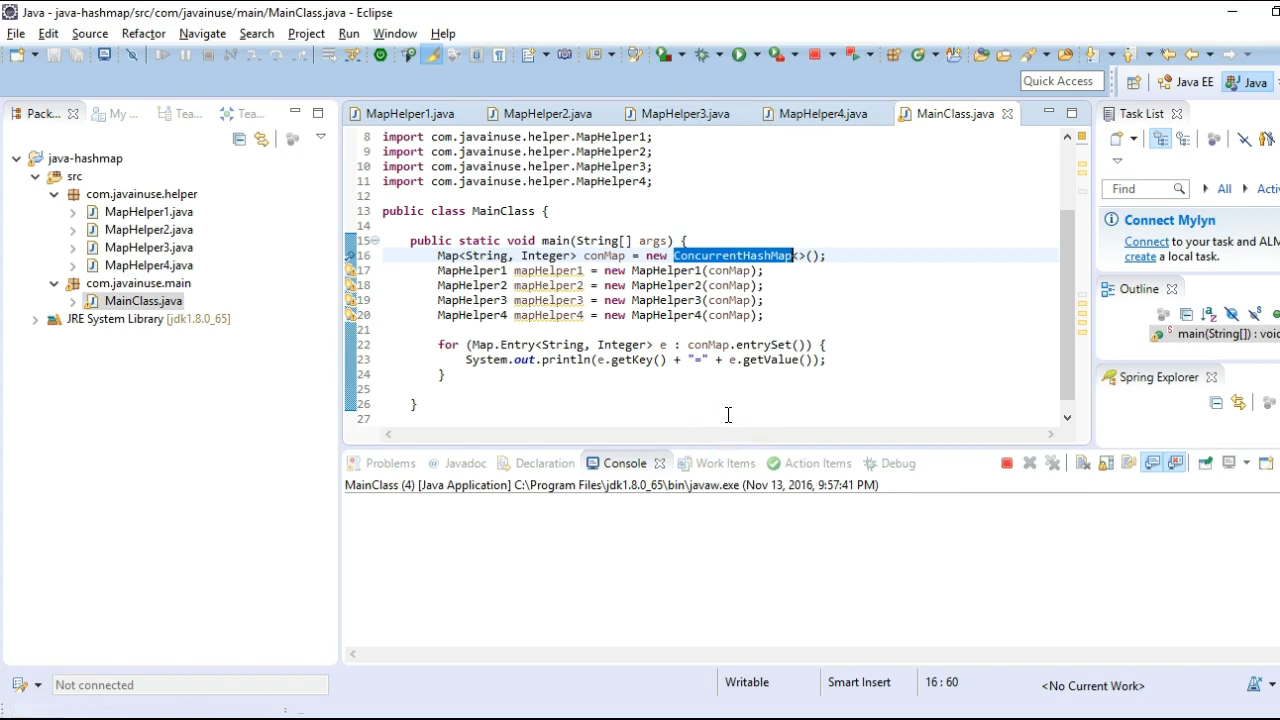 Java - java-hashmap/src/com/javainuse/main/MainClass.java - Eclipse
File Edit Source Refactor Navigate Search Project Run Window Help
Quick Access
Java EE
Java
Pack...
My ...
Tea...
Tea...
java-hashmap
src
com.javainuse.helper
MapHelper1.java
MapHelper2.java
MapHelper3.java
MapHelper4.java
com.javainuse.main
MainClass.java
JRE System Library [jdk1.8.0_65]
MapHelper1.java MapHelper2.java MapHelper3.java MapHelper4.java MainClass.java
8 import com.javainuse.helper.MapHelper1;
9 import com.javainuse.helper.MapHelper2;
10 import com.javainuse.helper.MapHelper3;
11 import com.javainuse.helper.MapHelper4;
12
13 public class MainClass {
14
15 public static void main(String[] args) {
16 Map<String, Integer> conMap = new ConcurrentHashMap<>();
17 MapHelper1 mapHelper1 = new MapHelper1(conMap);
18 MapHelper2 mapHelper2 = new MapHelper2(conMap);
19 MapHelper3 mapHelper3 = new MapHelper3(conMap);
20 MapHelper4 mapHelper4 = new MapHelper4(conMap);
21
22 for (Map.Entry<String, Integer> e : conMap.entrySet()) {
23 System.out.println(e.getKey() + "=" + e.getValue());
24 }
25
26 }
27
Task List
Find
All
Activ
Connect Mylyn
Connect to your task and ALM
create a local task.
Outline
main(String[]) : void
Spring Explorer
Problems Javadoc Declaration Console Work Items Action Items Debug
MainClass (4) [Java Application] C:\Program Files\jdk1.8.0_65\bin\javaw.exe (Nov 13, 2016, 9:57:41 PM)
Not connected
Writable
Smart Insert
16 : 60
<No Current Work>